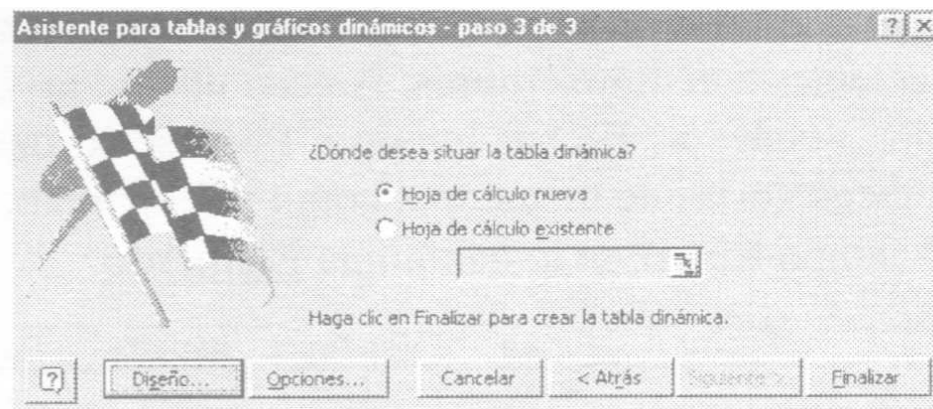 Asistente para tablas y gráficos dinámicos - paso 3 de 3
¿Dónde desea situar la tabla dinámica?
Hoja de cálculo nueva
Hoja de cálculo existente
Haga clic en Finalizar para crear la tabla dinámica.
Diseño... Opciones... Cancelar < Atrás Siguiente > Finalizar